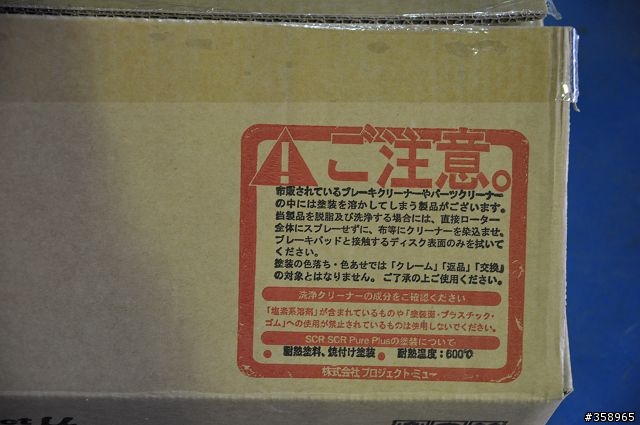 ご注意。
市販されているブレーキクリーナーやパーツクリーナー
の中には塗装を溶かしてしまう製品がございます。
当製品を脱脂及び洗浄する場合には、直接ローター
全体にスプレーせずに、布等にクリーナーを染込ませ、
ブレーキパッドと接触するディスク表面のみを拭いて
ください。
塗装の色落ち・色あせでは「クレーム」「返品」「交換」
の対象とはなりません。ご了承の上ご使用ください。
洗浄クリーナーの成分をご確認ください
「塩素系溶剤」が含まれているものや「塗装面・プラスチック・
ゴム」への使用が禁止されているものは使用しないでください。
SCR SCR Pure Plusの塗装について
・耐熱塗料、焼付け塗装 ・耐熱温度：600℃
株式会社 プロジェクト・ミュー
#358965